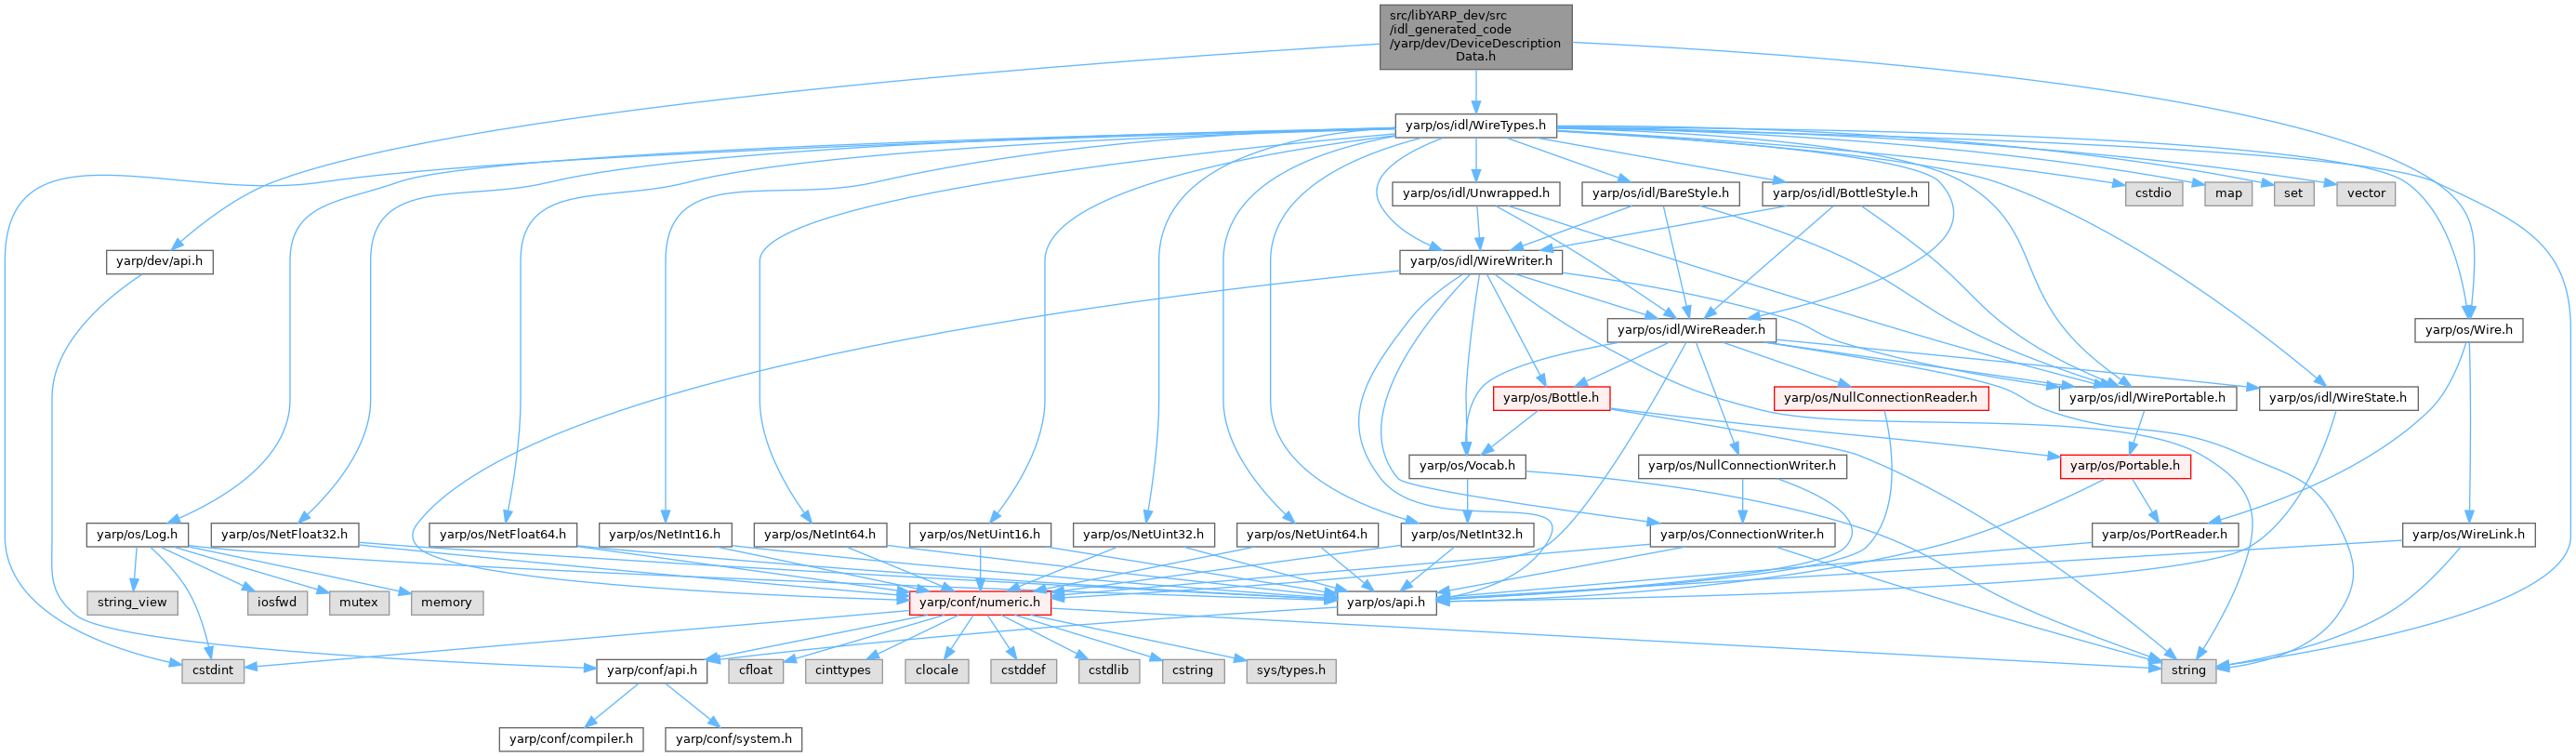 src/libYARP_dev/src
/idl_generated_code
/yarp/dev/DeviceDescription
Data.h
yarp/os/idl/WireTypes.h
yarp/os/idl/Unwrapped.h
yarp/os/idl/BareStyle.h
yarp/os/idl/BottleStyle.h
cstdio
map
set
vector
yarp/dev/api.h
yarp/os/idl/WireWriter.h
yarp/os/idl/WireReader.h
yarp/os/Wire.h
yarp/os/Bottle.h
yarp/os/NullConnectionReader.h
yarp/os/idl/WirePortable.h
yarp/os/idl/WireState.h
yarp/os/Vocab.h
yarp/os/NullConnectionWriter.h
yarp/os/Portable.h
yarp/os/Log.h
yarp/os/NetFloat32.h
yarp/os/NetFloat64.h
yarp/os/NetInt16.h
yarp/os/NetInt64.h
yarp/os/NetUint16.h
yarp/os/NetUint32.h
yarp/os/NetUint64.h
yarp/os/NetInt32.h
yarp/os/ConnectionWriter.h
yarp/os/PortReader.h
yarp/os/WireLink.h
string_view
iosfwd
mutex
memory
yarp/conf/numeric.h
yarp/os/api.h
cstdint
yarp/conf/api.h
cfloat
cinttypes
clocale
cstddef
cstdlib
cstring
sys/types.h
string
yarp/conf/compiler.h
yarp/conf/system.h